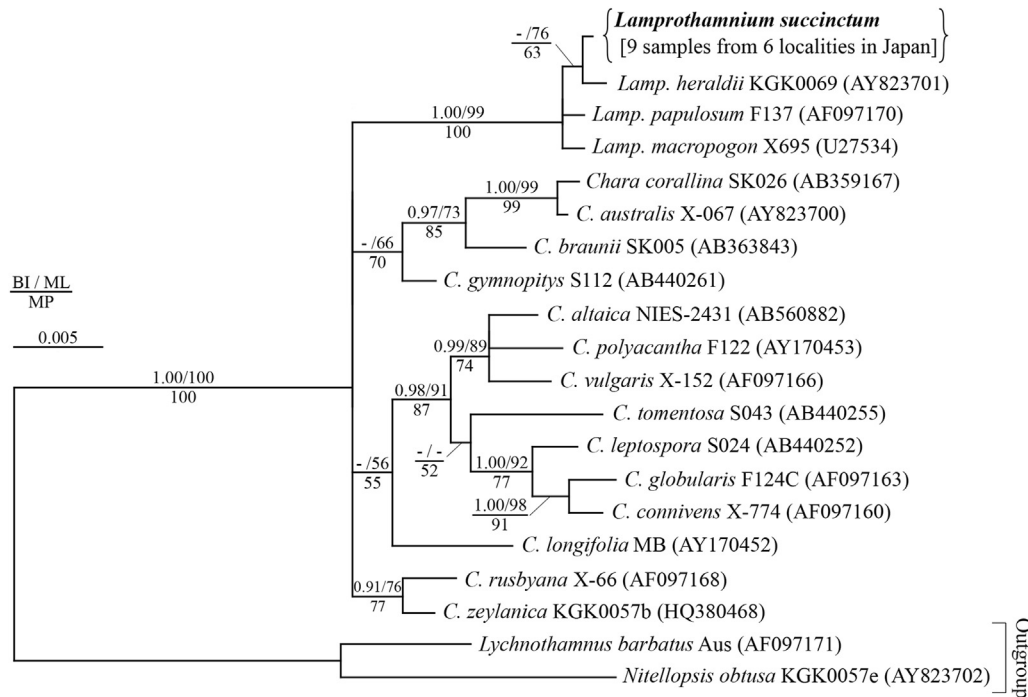 Lamprothamnium succinctum
[9 samples from 6 localities in Japan]
- /76
63
Lamp. heraldii KGK0069 (AY823701)
1.00/99
100
Lamp. papulosum F137 (AF097170)
Lamp. macropogon X695 (U27534)
Chara corallina SK026 (AB359167)
1.00/99
99
C. australis X-067 (AY823700)
0.97/73
85
C. braunii SK005 (AB363843)
- /66
70
C. gymnopitys S112 (AB440261)
BI / ML
MP
0.005
C. altaica NIES-2431 (AB560882)
0.99/89
74
C. polyacantha F122 (AY170453)
C. vulgaris X-152 (AF097166)
1.00/100
100
0.98/91
87
C. tomentosa S043 (AB440255)
- / -
52
C. leptospora S024 (AB440252)
1.00/92
77
C. globularis F124C (AF097163)
- /56
55
1.00/98
91
C. connivens X-774 (AF097160)
C. longifolia MB (AY170452)
C. rusbyana X-66 (AF097168)
0.91/76
77
C. zeylanica KGK0057b (HQ380468)
Lychnothamnus barbatus Aus (AF097171)
Nitellopsis obtusa KGK0057e (AY823702)
Outgroup